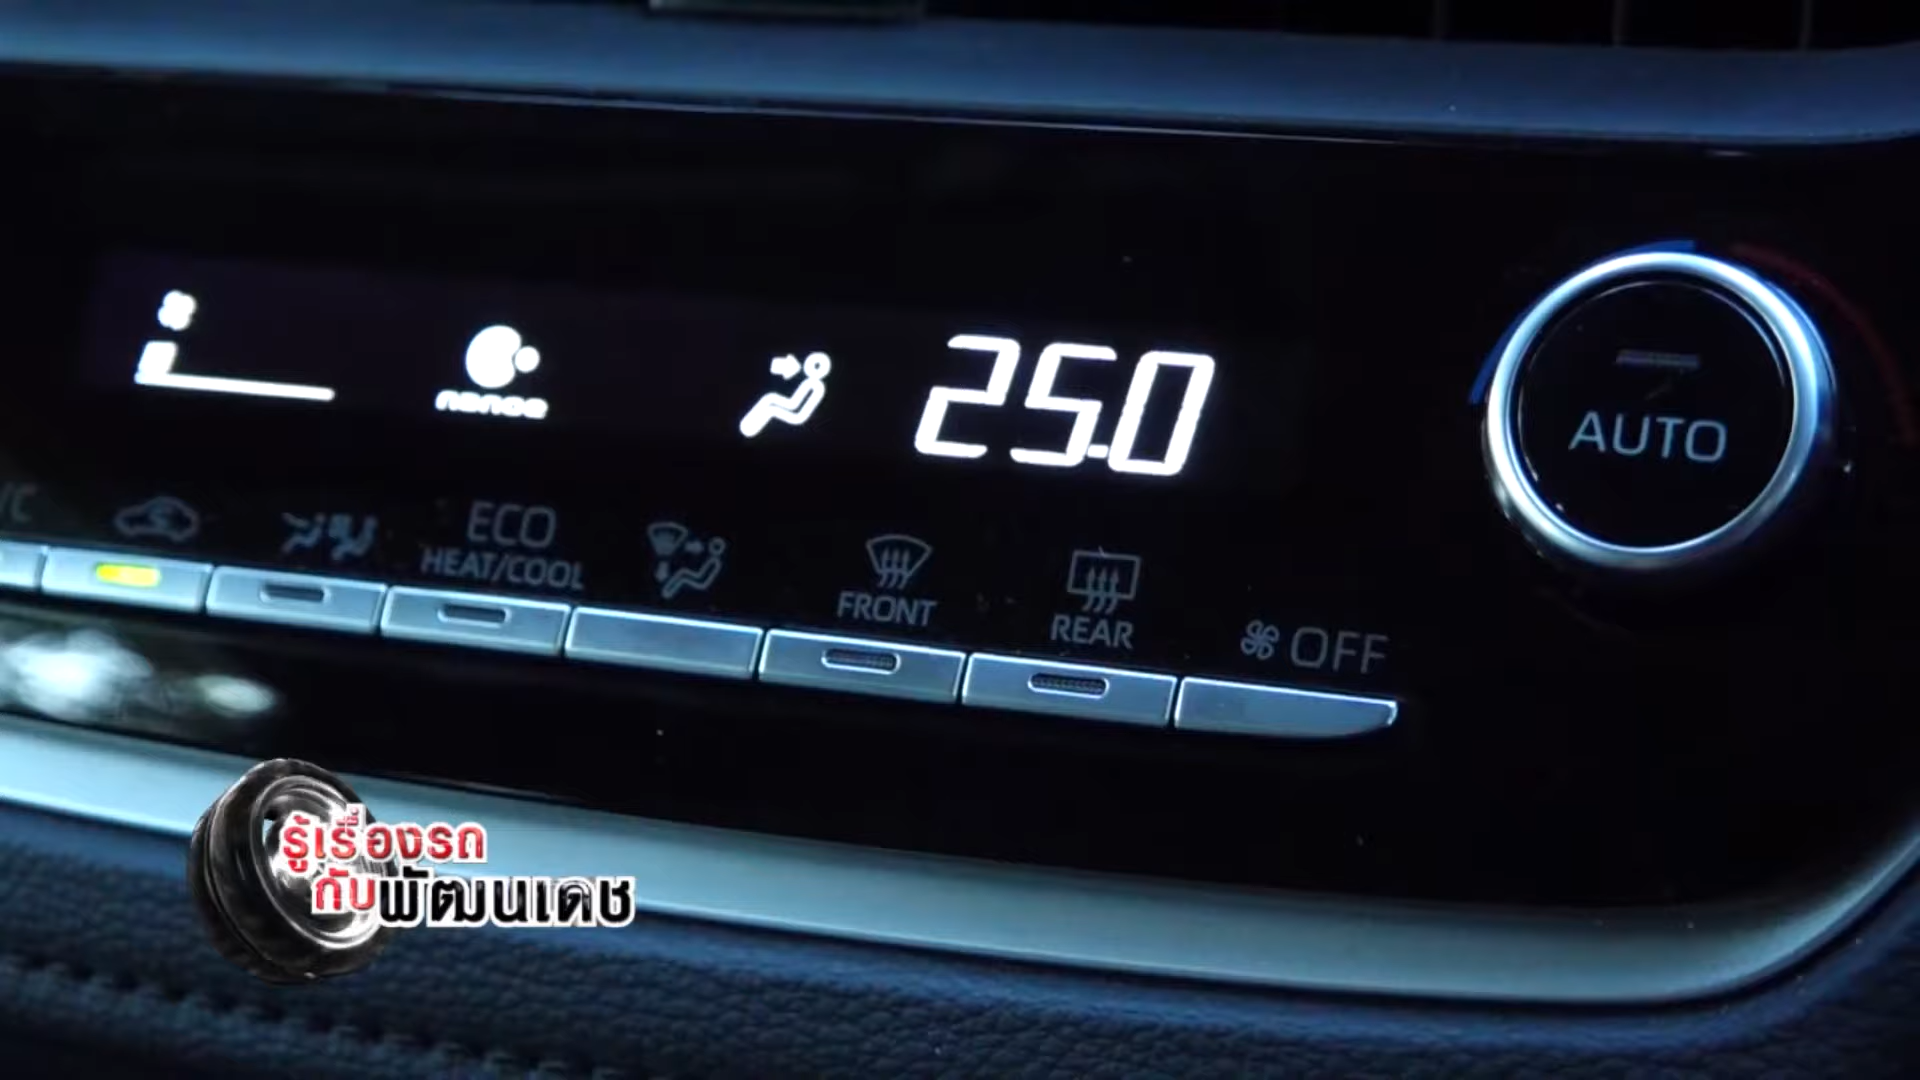 nanoe
25.0
AUTO
/C
ECO
HEAT/COOL
FRONT
REAR
OFF
รู้เรื่องรถ
กับพัฒนเดช